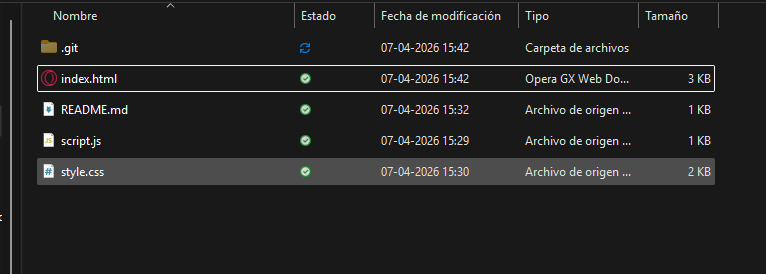 Nombre Estado Fecha de modificación Tipo Tamaño
.git 07-04-2026 15:42 Carpeta de archivos
index.html 07-04-2026 15:42 Opera GX Web Do... 3 KB
README.md 07-04-2026 15:32 Archivo de origen ... 1 KB
JS script.js 07-04-2026 15:29 Archivo de origen ... 1 KB
# style.css 07-04-2026 15:30 Archivo de origen ... 2 KB